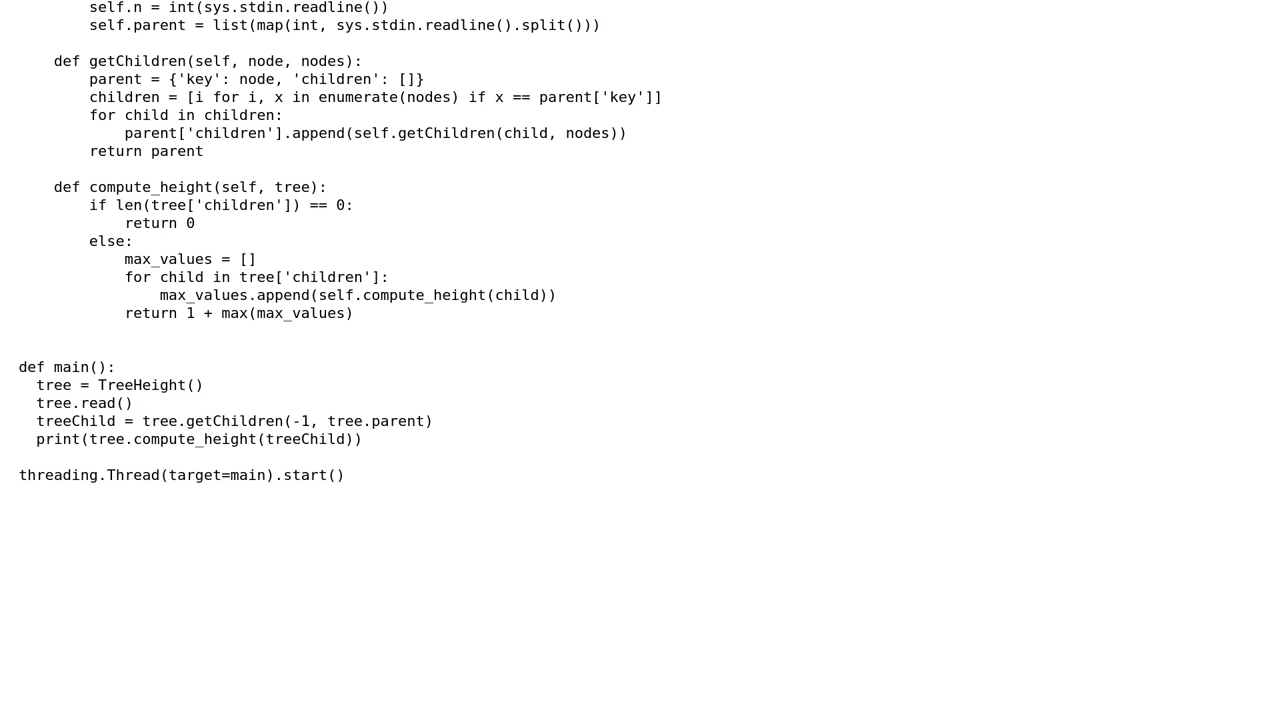 self.n = int(sys.stdin.readline())
        self.parent = list(map(int, sys.stdin.readline().split()))

    def getChildren(self, node, nodes):
        parent = {'key': node, 'children': []}
        children = [i for i, x in enumerate(nodes) if x == parent['key']]
        for child in children:
            parent['children'].append(self.getChildren(child, nodes))
        return parent

    def compute_height(self, tree):
        if len(tree['children']) == 0:
            return 0
        else:
            max_values = []
            for child in tree['children']:
                max_values.append(self.compute_height(child))
            return 1 + max(max_values)


def main():
  tree = TreeHeight()
  tree.read()
  treeChild = tree.getChildren(-1, tree.parent)
  print(tree.compute_height(treeChild))

threading.Thread(target=main).start()